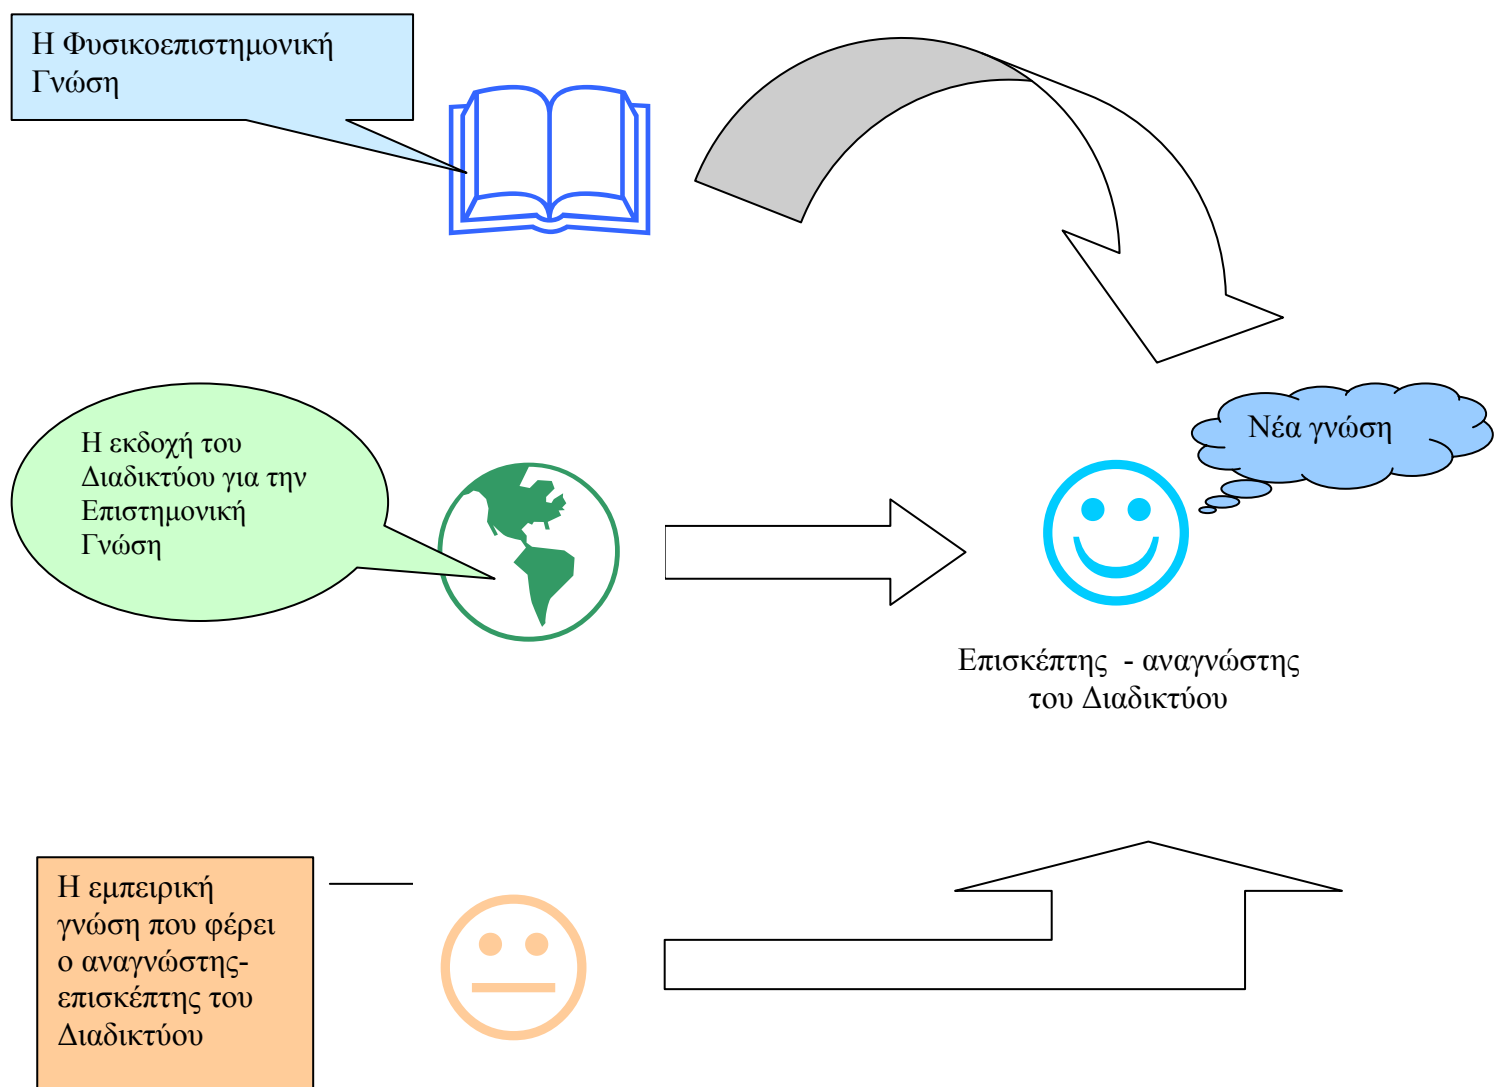 Η Φυσικοεπιστημονική
Γνώση
Η εκδοχή του
Διαδικτύου για την
Επιστημονική
Γνώση
Νέα γνώση
Επισκέπτης - αναγνώστης
του Διαδικτύου
Η εμπειρική
γνώση που φέρει
ο αναγνώστης-
επισκέπτης του
Διαδικτύου